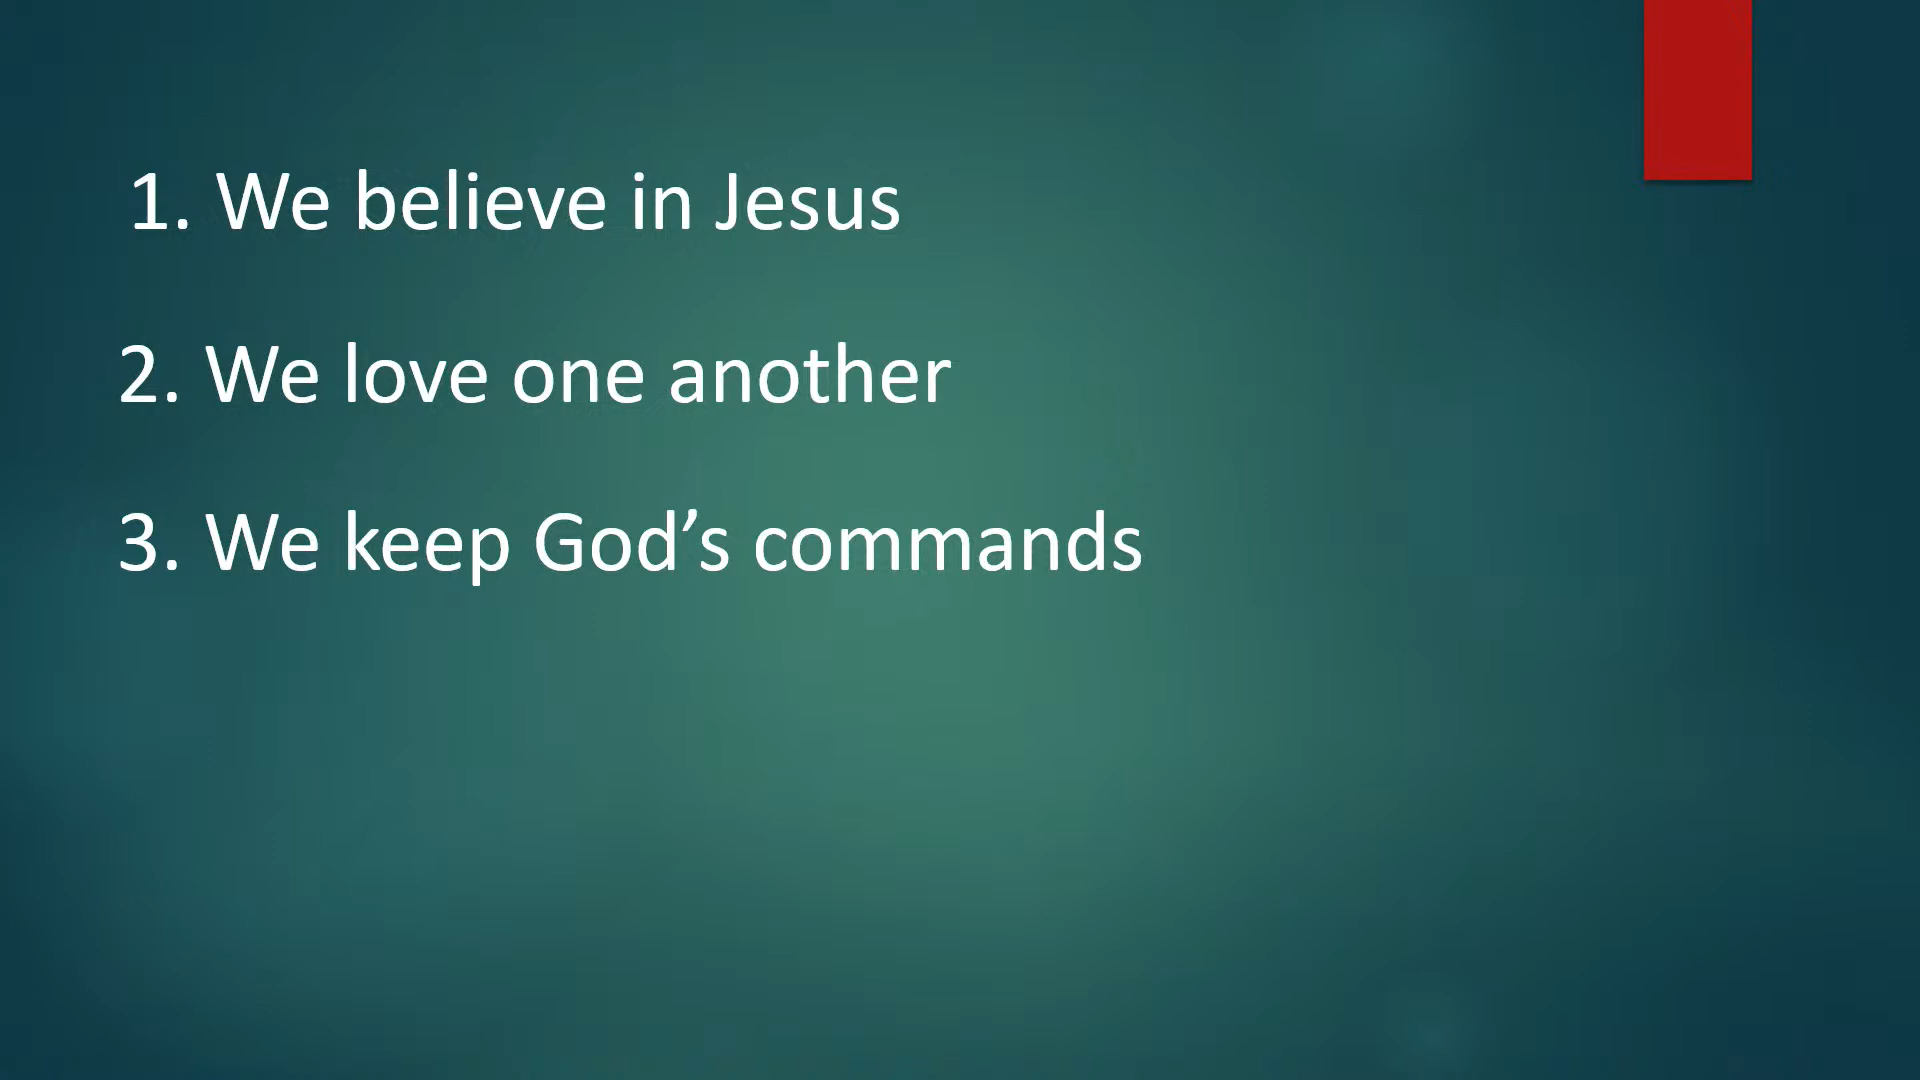 1. We believe in Jesus
2. We love one another
3. We keep God’s commands